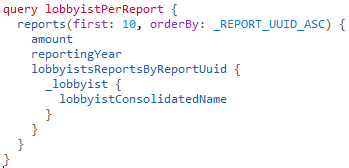 query lobbyistPerReport {
  reports(first: 10, orderBy: _REPORT_UUID_ASC) {
    amount
    reportingYear
    lobbyistsReportsByReportUuid {
      _lobbyist {
        lobbyistConsolidatedName
      }
    }
  }
}